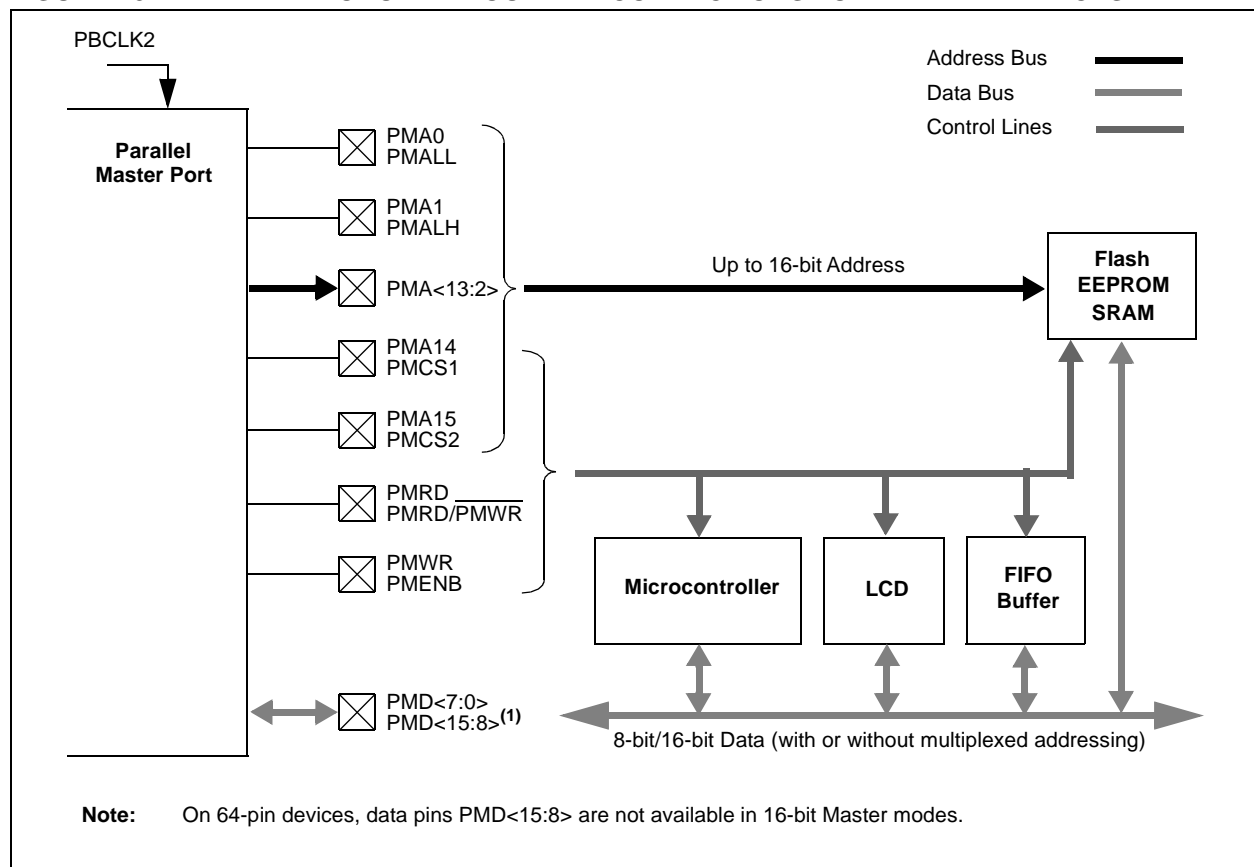 PBCLK2
Address Bus
Data Bus
Control Lines
Parallel
Master Port
PMA0
PMALL
PMA1
PMALH
PMA<13:2>
Up to 16-bit Address
Flash
EEPROM
SRAM
PMA14
PMCS1
PMA15
PMCS2
PMRD
PMRD/PMWR
PMWR
PMENB
Microcontroller
LCD
FIFO
Buffer
PMD<7:0>
PMD<15:8>(1)
8-bit/16-bit Data (with or without multiplexed addressing)
Note: On 64-pin devices, data pins PMD<15:8> are not available in 16-bit Master modes.